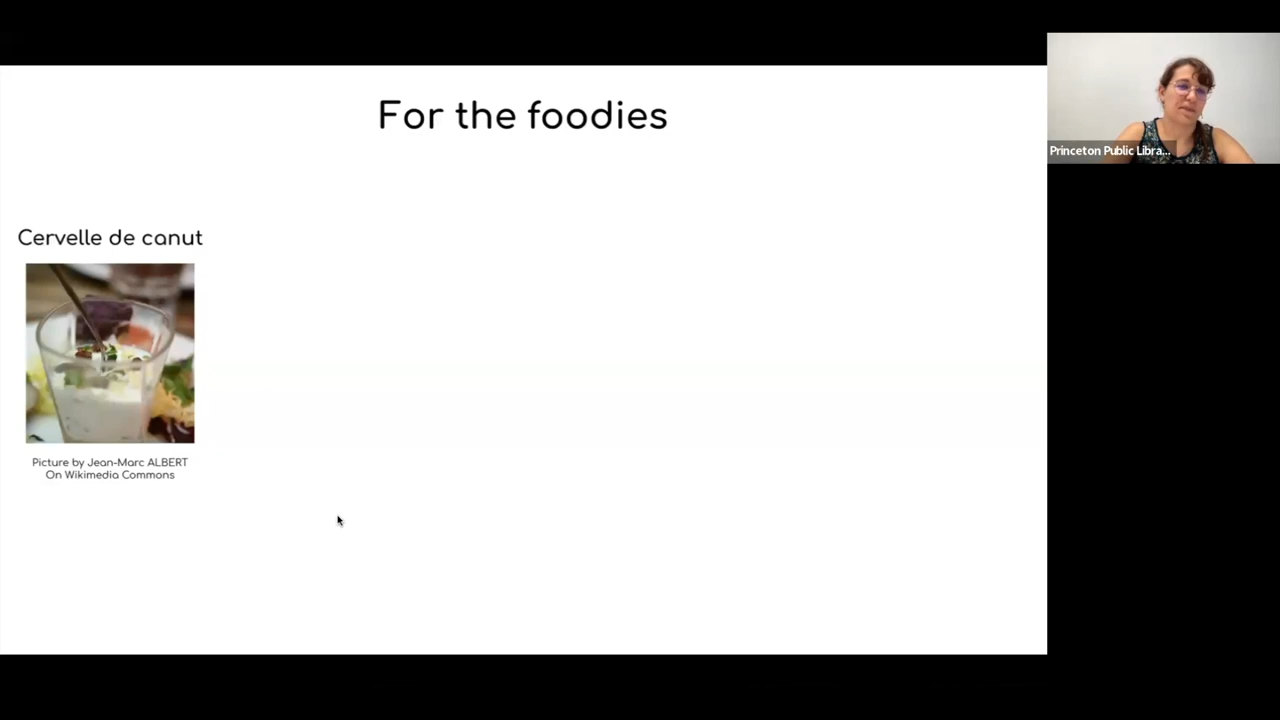 For the foodies
Princeton Public Libra...
Cervelle de canut
Picture by Jean-Marc ALBERT
On Wikimedia Commons